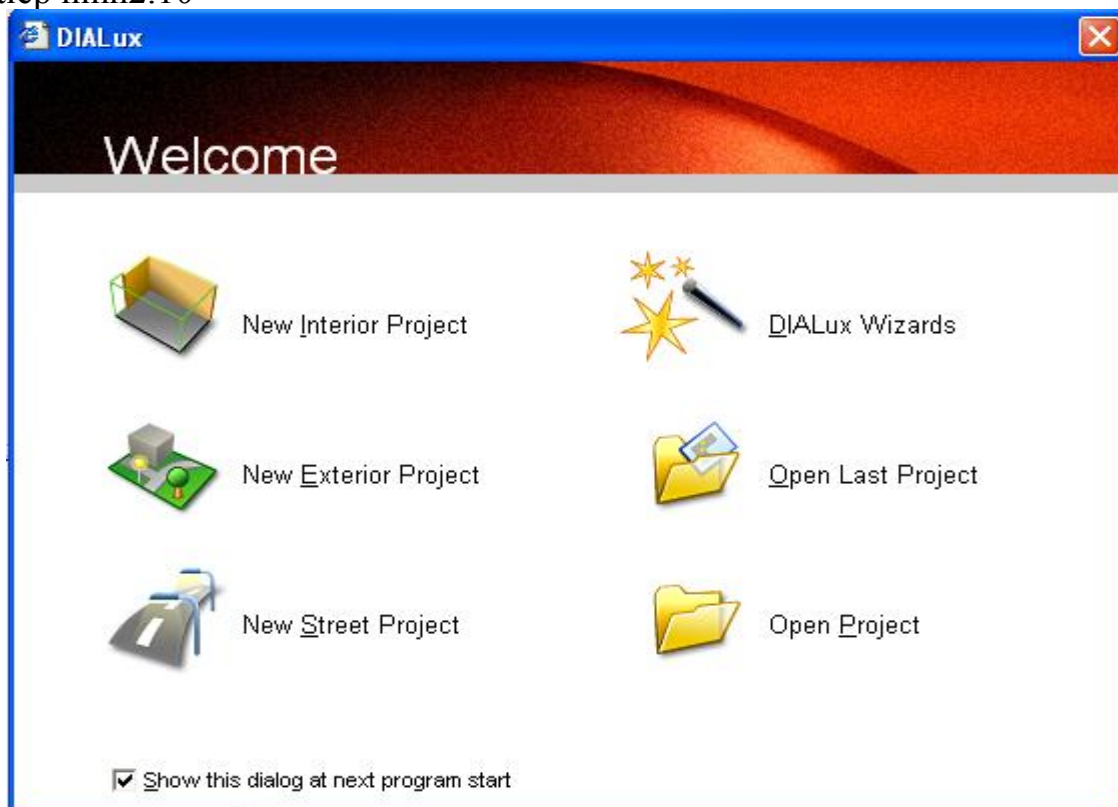 DIALux
Welcome
New Interior Project
DIALux Wizards
New Exterior Project
Open Last Project
New Street Project
Open Project
Show this dialog at next program start